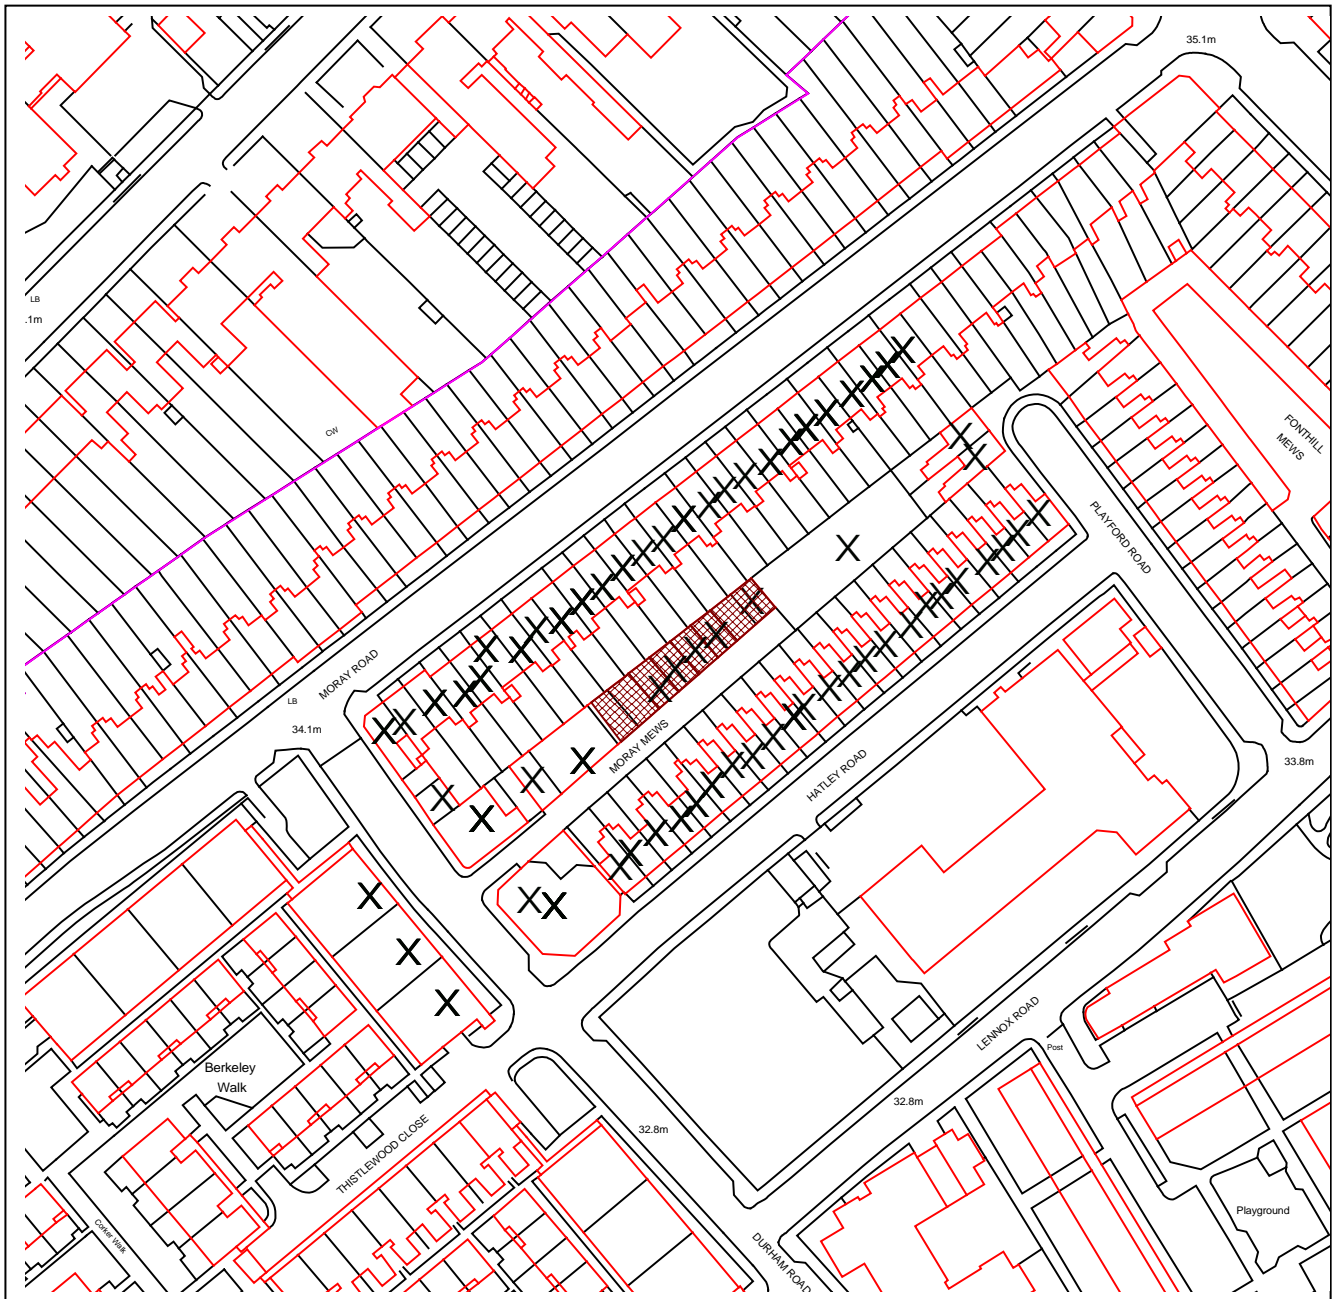 35.1m
LB
.1m
CW
FONTHILL
MEWS
PLAYFORD ROAD
MORAY ROAD
LB
34.1m
MORAY MEWS
HATLEY ROAD
33.8m
LENNOX ROAD
Post
Berkeley
Walk
32.8m
32.8m
THISTLEWOOD CLOSE
Corker Walk
Playground
DURHAM ROAD